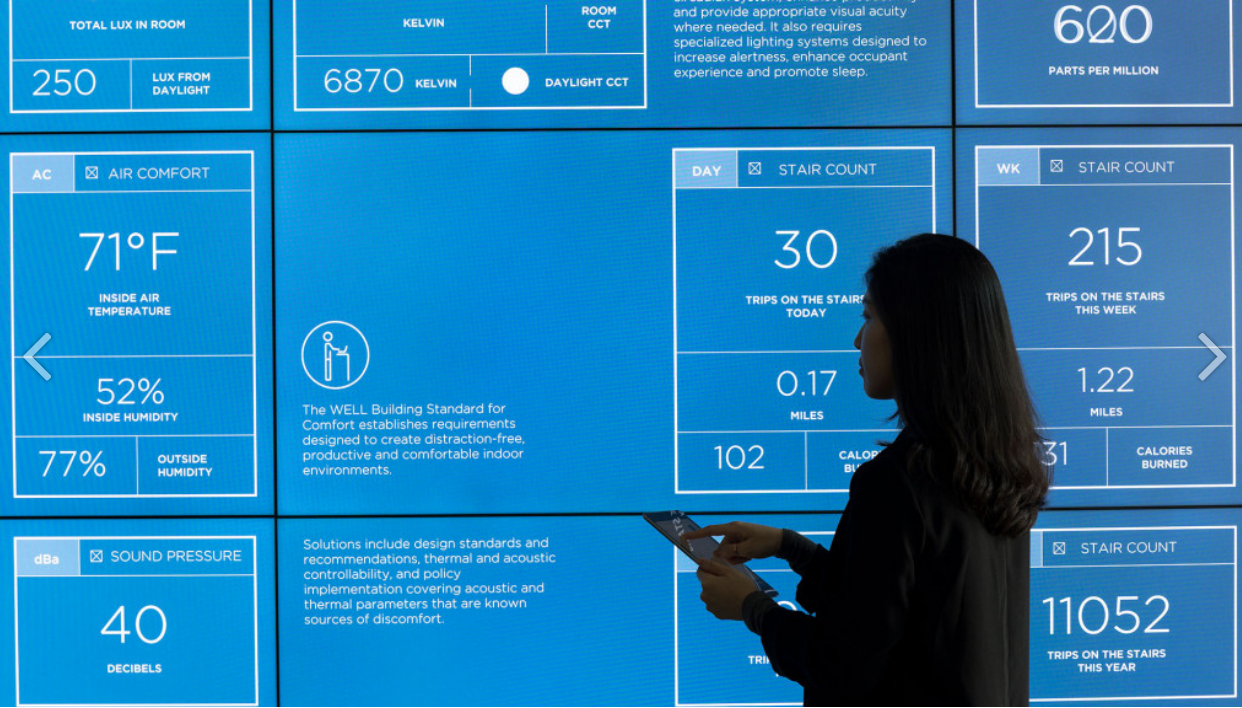 TOTAL LUX IN ROOM
250
LUX FROM
DAYLIGHT
KELVIN
ROOM
CCT
6870 KELVIN
DAYLIGHT CCT
and provide appropriate visual acuity
where needed. It also requires
specialized lighting systems designed to
increase alertness, enhance occupant
experience and promote sleep.
620
PARTS PER MILLION
AC
AIR COMFORT
71°F
INSIDE AIR
TEMPERATURE
52%
INSIDE HUMIDITY
77%
OUTSIDE
HUMIDITY
The WELL Building Standard for
Comfort establishes requirements
designed to create distraction-free,
productive and comfortable indoor
environments.
DAY
STAIR COUNT
30
TRIPS ON THE STAIRS
TODAY
0.17
MILES
102
WK
STAIR COUNT
215
TRIPS ON THE STAIRS
THIS WEEK
1.22
MILES
31
CALORIES
BURNED
dBa
SOUND PRESSURE
40
DECIBELS
Solutions include design standards and
recommendations, thermal and acoustic
controllability, and policy
implementation covering acoustic and
thermal parameters that are known
sources of discomfort.
STAIR COUNT
11052
TRIPS ON THE STAIRS
THIS YEAR